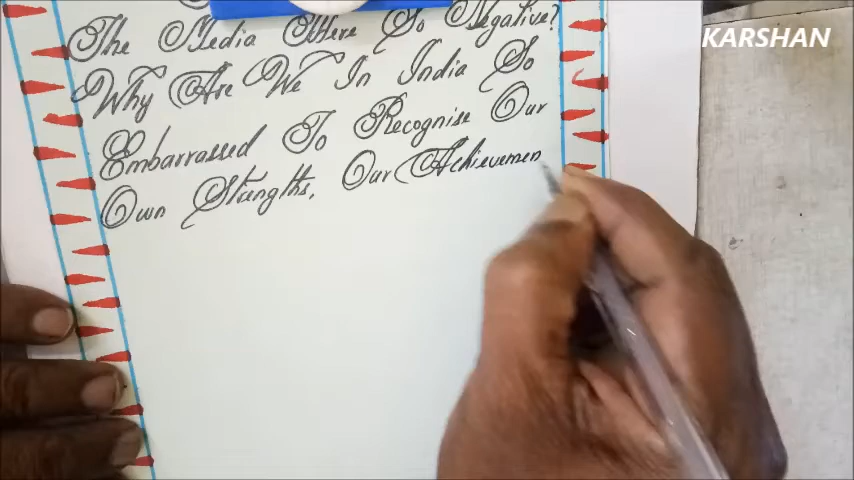 The Media Here So Negative?
KARSHAN
Why Are We In India So
Embarrassed To Recognise Our
Own Strengths, Our Achievemen